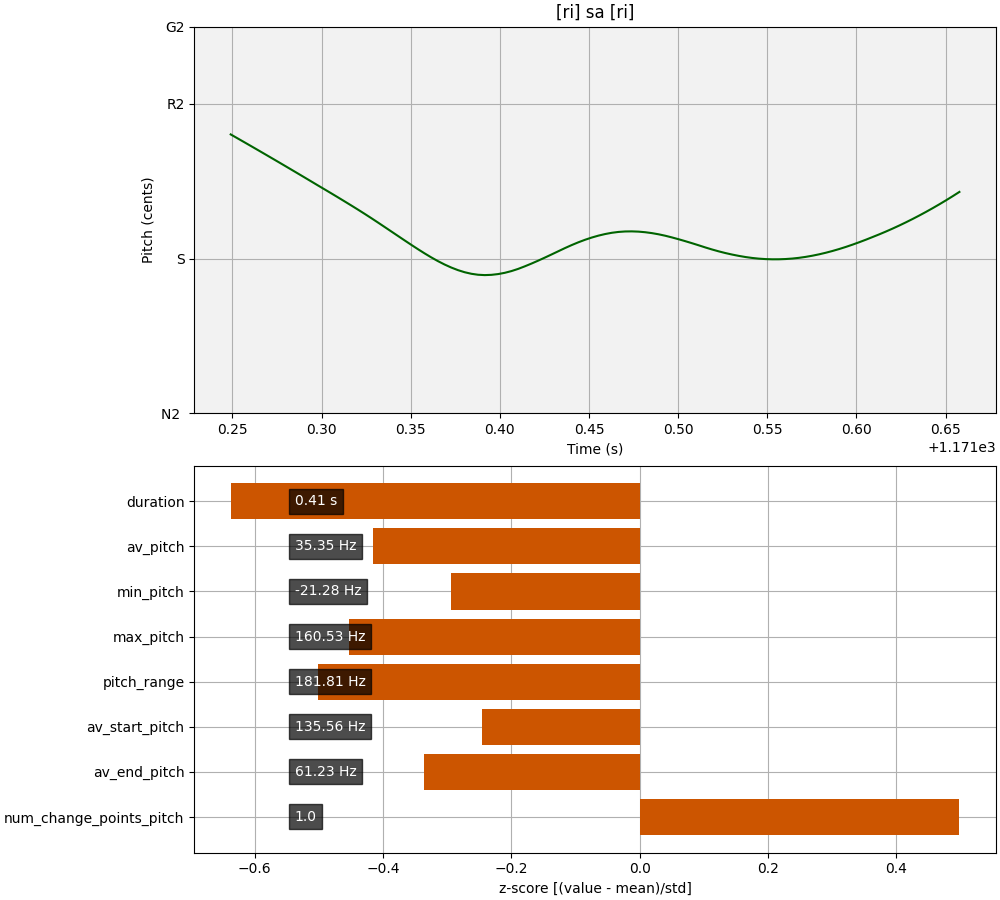 [ri] sa [ri]
G2
R2
S
N2
Pitch (cents)
0.25 0.30 0.35 0.40 0.45 0.50 0.55 0.60 0.65
Time (s)
+1.171e3
duration 0.41 s
av_pitch 35.35 Hz
min_pitch -21.28 Hz
max_pitch 160.53 Hz
pitch_range 181.81 Hz
av_start_pitch 135.56 Hz
av_end_pitch 61.23 Hz
num_change_points_pitch 1.0
−0.6 −0.4 −0.2 0.0 0.2 0.4
z-score [(value - mean)/std]